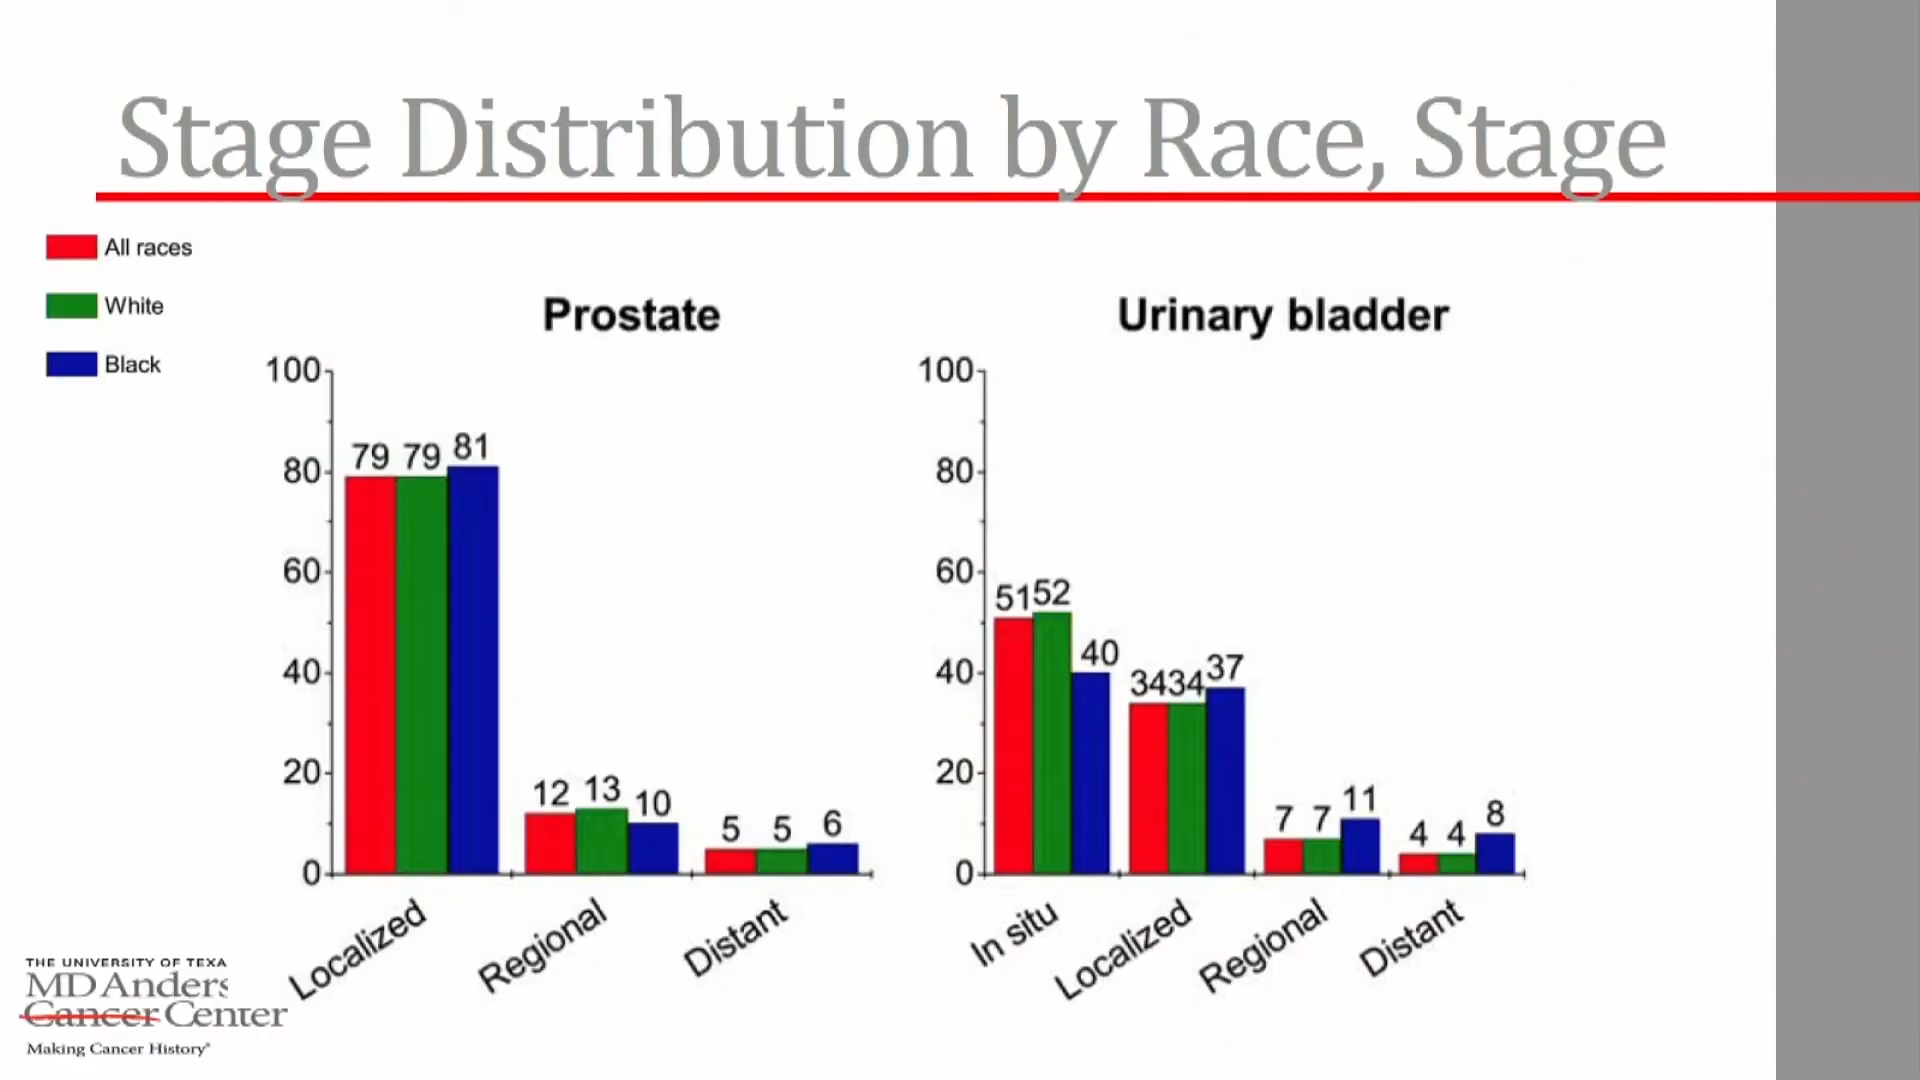 Stage Distribution by Race, Stage
All races
White
Black
Prostate
100
80
60
40
20
0
79 79 81
12 13 10
5 5 6
Localized
Regional
Distant
Urinary bladder
100
80
60
40
20
0
51 52 40
34 34 37
7 7 11
4 4 8
In situ
Localized
Regional
Distant
THE UNIVERSITY OF TEXA
MD Anders
Cancer Center
Making Cancer History®